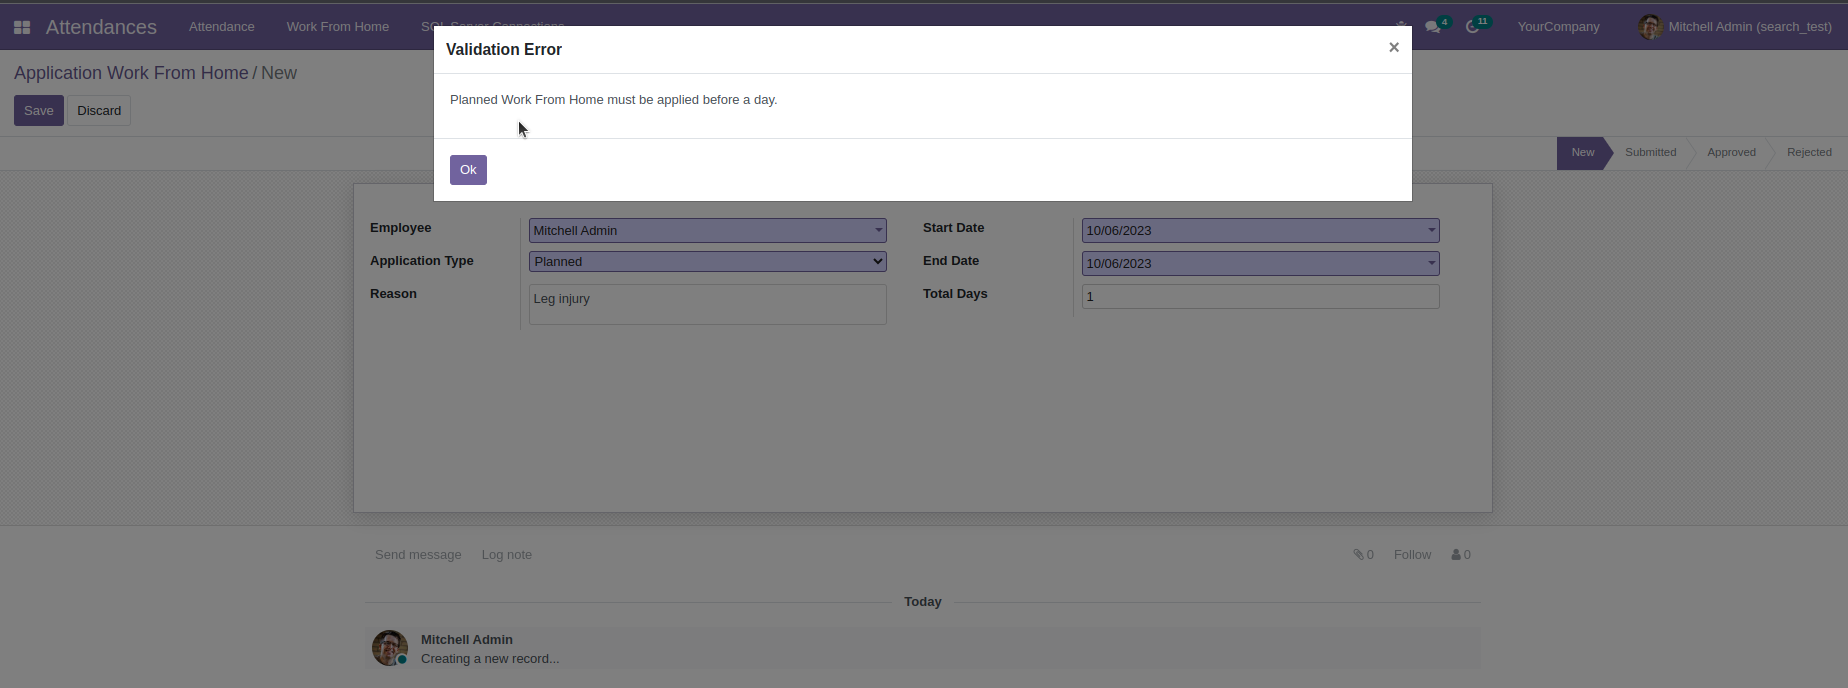 Attendances Attendance Work From Home SQL Server Connections 4 11 YourCompany Mitchell Admin (search_test)
Validation Error ×
Application Work From Home / New
Planned Work From Home must be applied before a day.
Save Discard
New Submitted Approved Rejected
Ok
Employee Mitchell Admin Start Date 10/06/2023
Application Type Planned End Date 10/06/2023
Reason Leg injury Total Days 1
Send message Log note 0 Follow 0
Today
Mitchell Admin
Creating a new record...